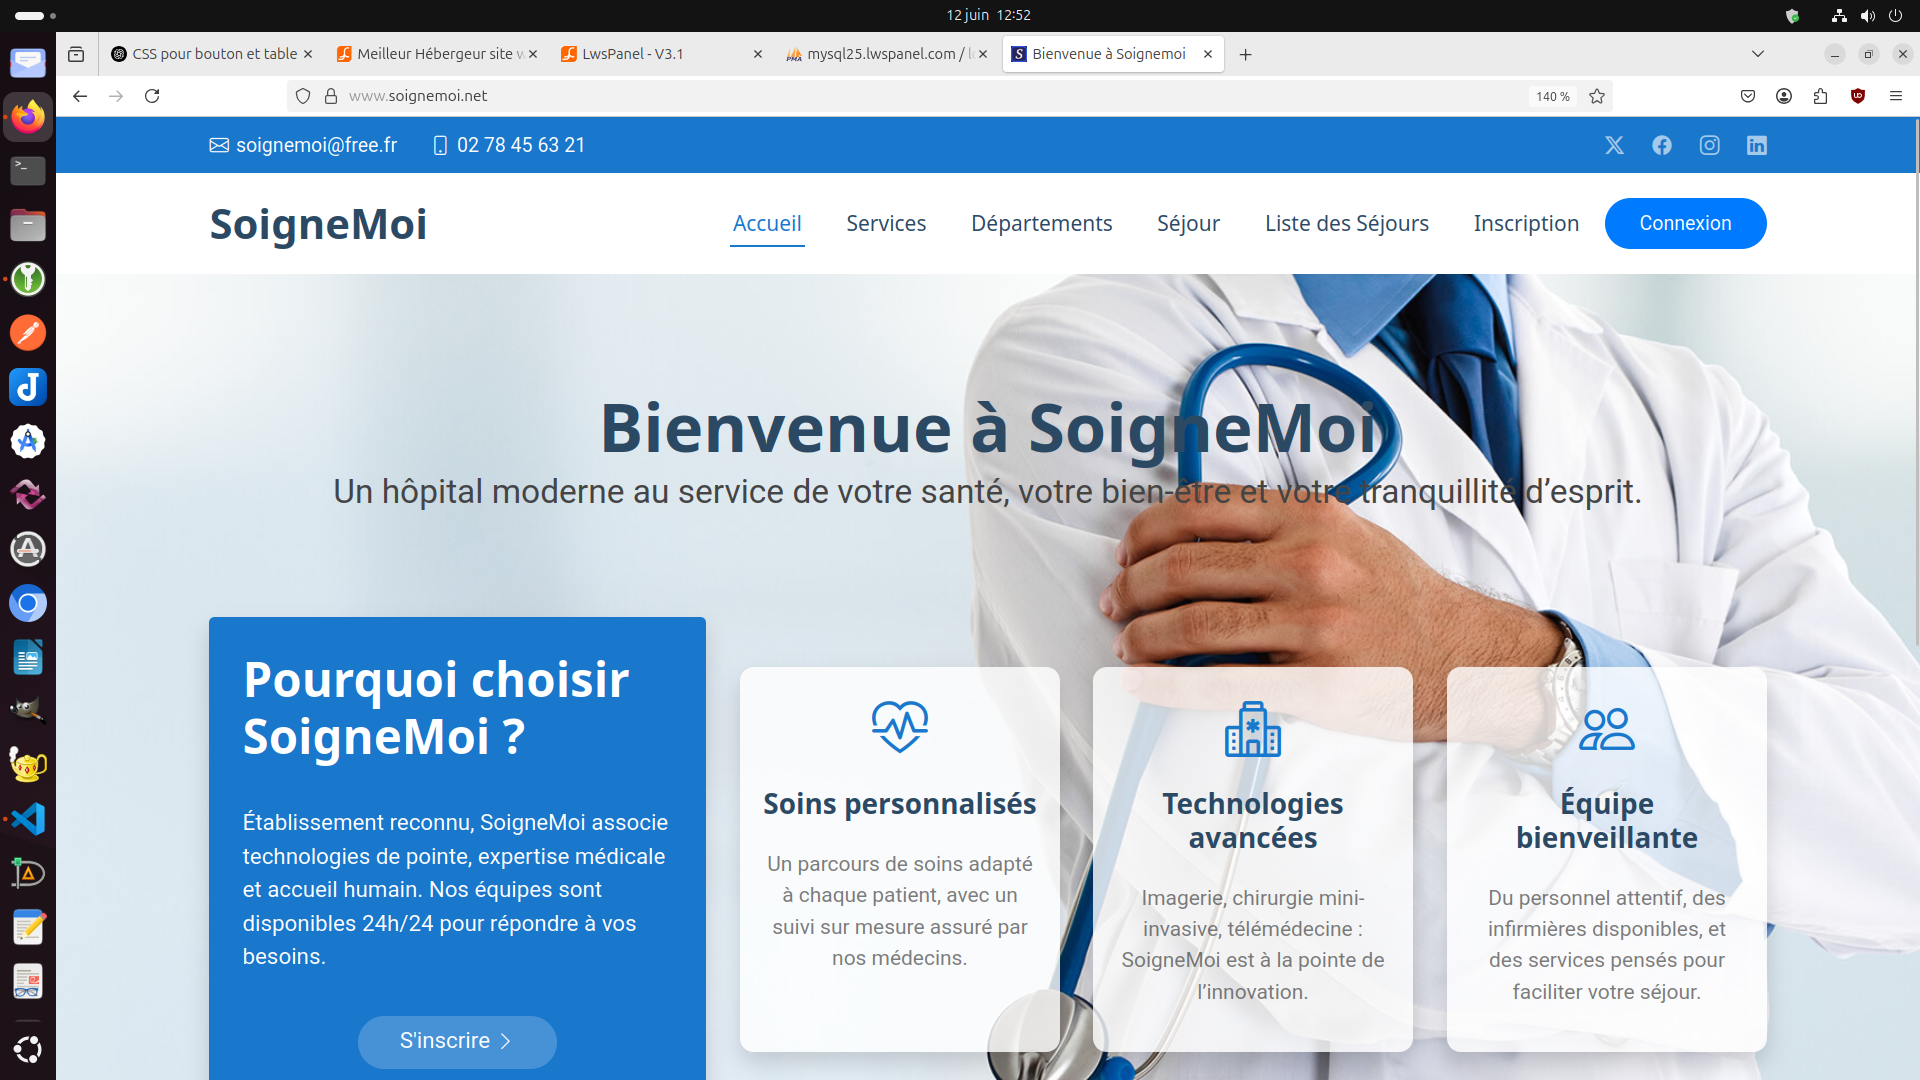 12 juin 12:52
CSS pour bouton et table
Meilleur Hébergeur site w
LwsPanel - V3.1
mysql25.lwspanel.com / l
Bienvenue à Soignemoi
www.soignemoi.net
140 %
soignemoi@free.fr
02 78 45 63 21
SoigneMoi
Accueil
Services
Départements
Séjour
Liste des Séjours
Inscription
Connexion
Bienvenue à SoigneMoi
Un hôpital moderne au service de votre santé, votre bien-être et votre tranquillité d’esprit.
Pourquoi choisir
SoigneMoi ?
Établissement reconnu, SoigneMoi associe
technologies de pointe, expertise médicale
et accueil humain. Nos équipes sont
disponibles 24h/24 pour répondre à vos
besoins.
S'inscrire
Soins personnalisés
Un parcours de soins adapté
à chaque patient, avec un
suivi sur mesure assuré par
nos médecins.
Technologies
avancées
Imagerie, chirurgie mini-
invasive, télémédecine :
SoigneMoi est à la pointe de
l’innovation.
Équipe
bienveillante
Du personnel attentif, des
infirmières disponibles, et
des services pensés pour
faciliter votre séjour.